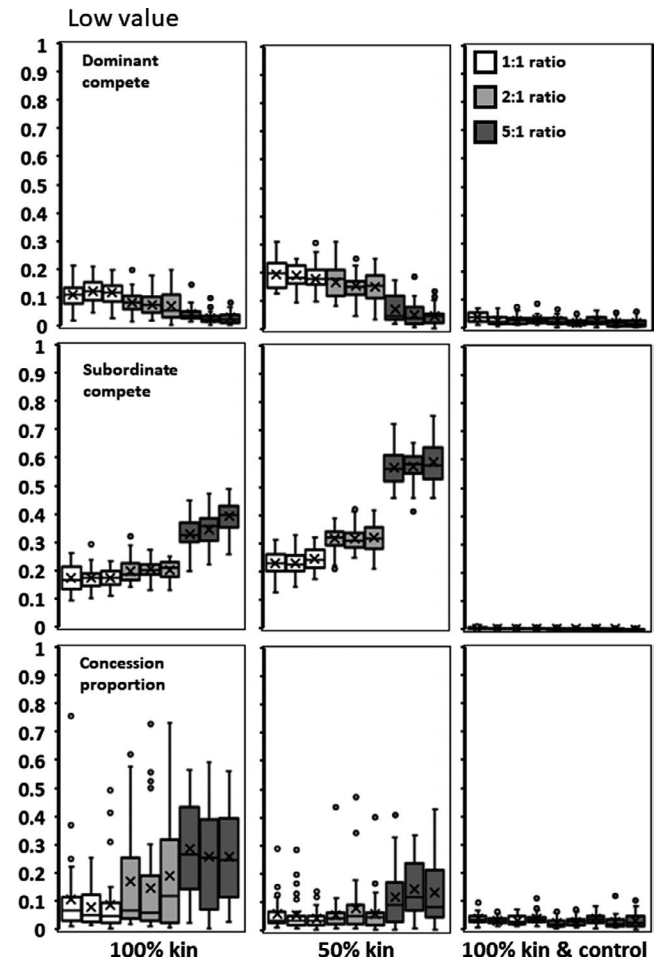 Low value
1
0.9
0.8
0.7
0.6
0.5
0.4
0.3
0.2
0.1
0
Dominant
compete
1:1 ratio
2:1 ratio
5:1 ratio
1
0.9
0.8
0.7
0.6
0.5
0.4
0.3
0.2
0.1
0
Subordinate
compete
1
0.9
0.8
0.7
0.6
0.5
0.4
0.3
0.2
0.1
0
Concession
proportion
100% kin
50% kin
100% kin & control